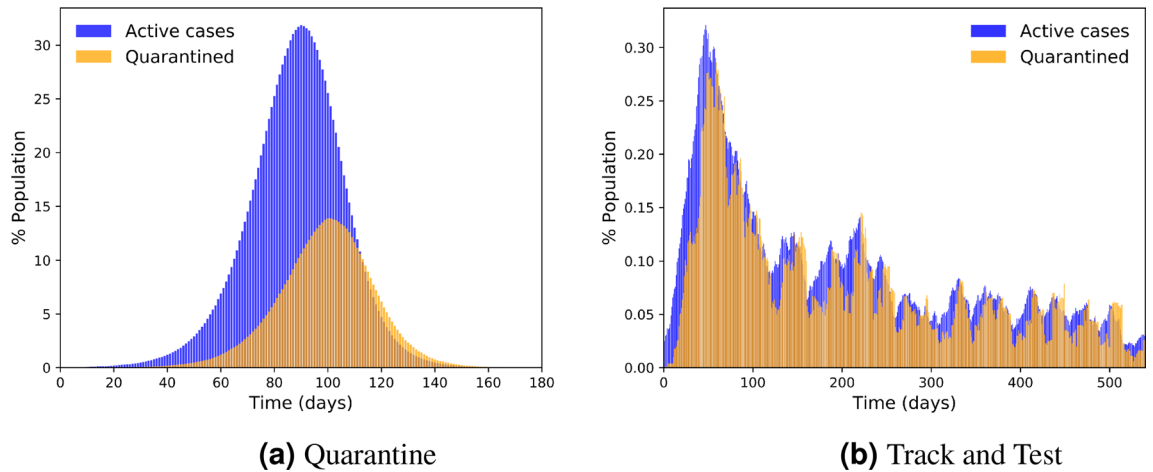 Active cases
Quarantined
% Population
30
25
20
15
10
5
0
0 20 40 60 80 100 120 140 160 180
Time (days)
(a) Quarantine
Active cases
Quarantined
% Population
0.30
0.25
0.20
0.15
0.10
0.05
0.00
0 100 200 300 400 500
Time (days)
(b) Track and Test